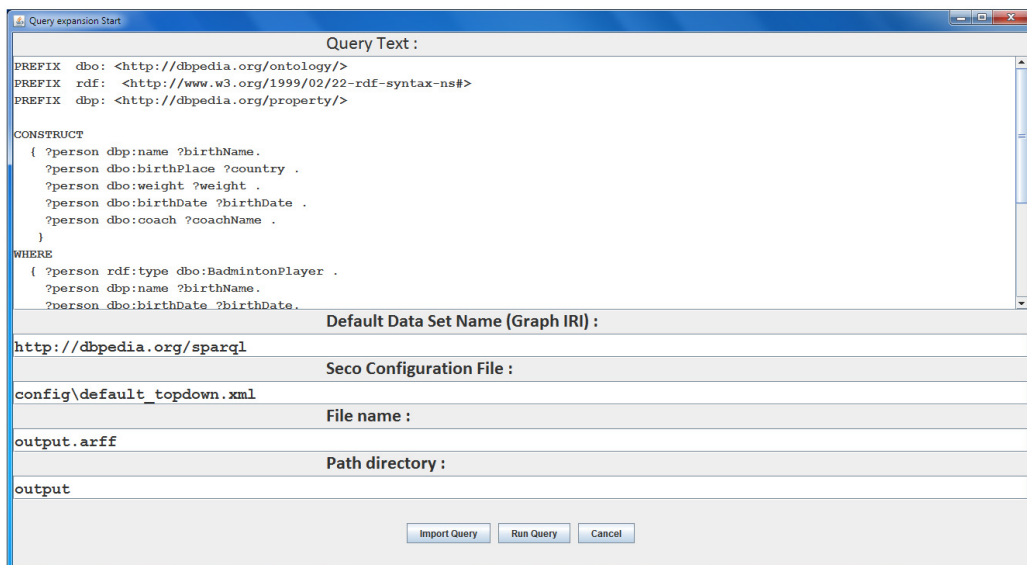 Query expansion Start
Query Text :
PREFIX  dbo: <http://dbpedia.org/ontology/>
PREFIX  rdf:  <http://www.w3.org/1999/02/22-rdf-syntax-ns#>
PREFIX  dbp: <http://dbpedia.org/property/>
CONSTRUCT
  { ?person dbp:name ?birthName.
    ?person dbo:birthPlace ?country .
    ?person dbo:weight ?weight .
    ?person dbo:birthDate ?birthDate .
    ?person dbo:coach ?coachName .
   }
WHERE
  { ?person rdf:type dbo:BadmintonPlayer .
    ?person dbp:name ?birthName.
    ?person dbo:birthDate ?birthDate.
Default Data Set Name (Graph IRI) :
http://dbpedia.org/sparql
Seco Configuration File :
config\default_topdown.xml
File name :
output.arff
Path directory :
output
Import Query Run Query Cancel